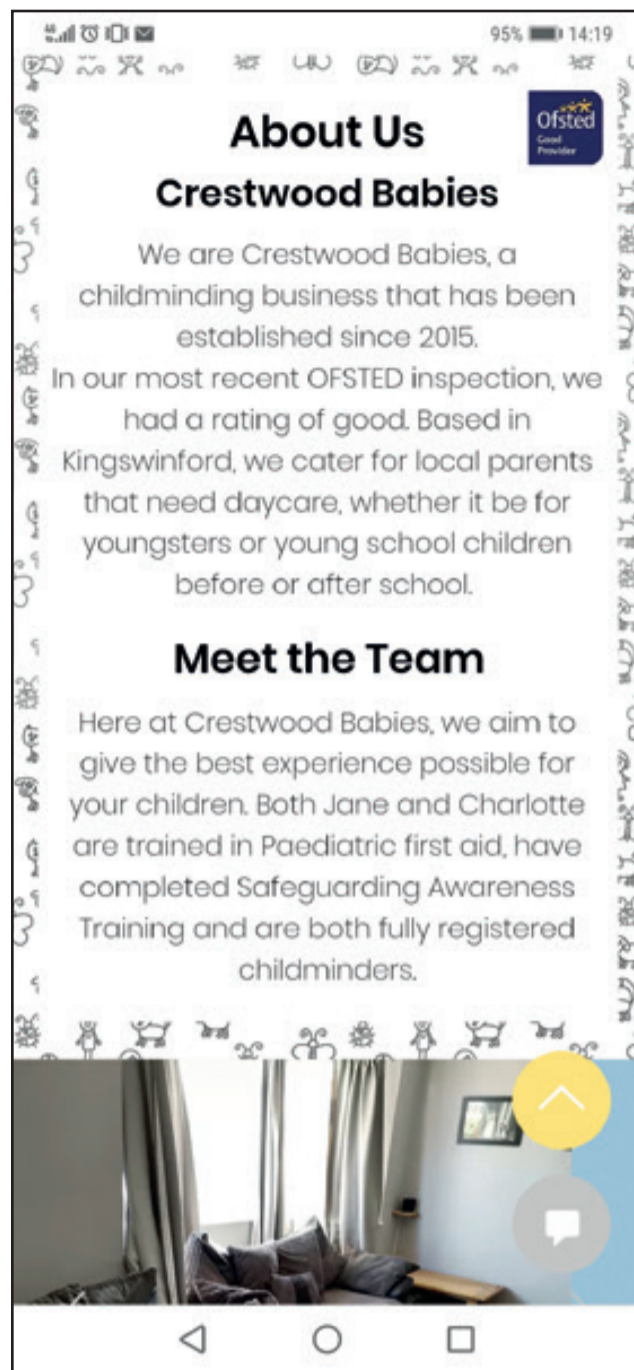 95% 14:19
Ofsted
Good
Provider
About Us
Crestwood Babies
We are Crestwood Babies, a
childminding business that has been
established since 2015.
In our most recent OFSTED inspection, we
had a rating of good. Based in
Kingswinford, we cater for local parents
that need daycare, whether it be for
youngsters or young school children
before or after school.
Meet the Team
Here at Crestwood Babies, we aim to
give the best experience possible for
your children. Both Jane and Charlotte
are trained in Paediatric first aid, have
completed Safeguarding Awareness
Training and are both fully registered
childminders.